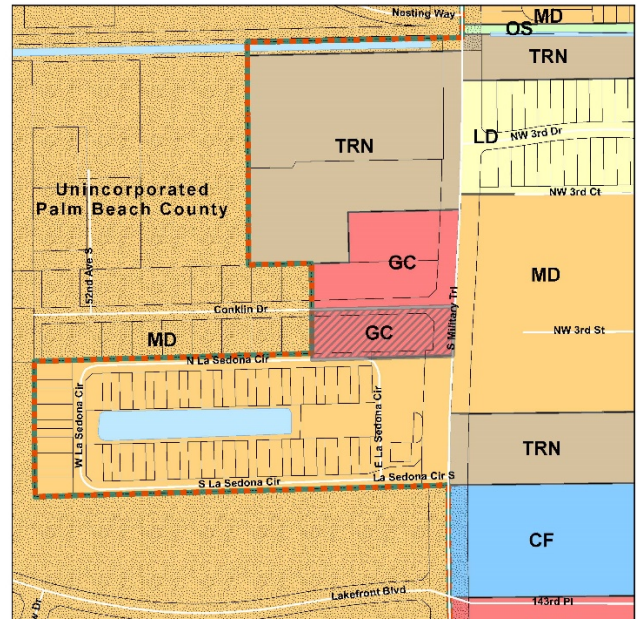 Nesting Way
MD
OS
TRN
LD
NW 3rd Dr
TRN
Unincorporated
Palm Beach County
52nd Ave S
NW 3rd Ct
GC
MD
S Military Trl
Conklin Dr
GC
NW 3rd St
MD
N La Sedona Cir
W La Sedona Cir
E La Sedona Cir
TRN
S La Sedona Cir
La Sedona Cir S
CF
Lakefront Blvd
143rd Pl
w Dr